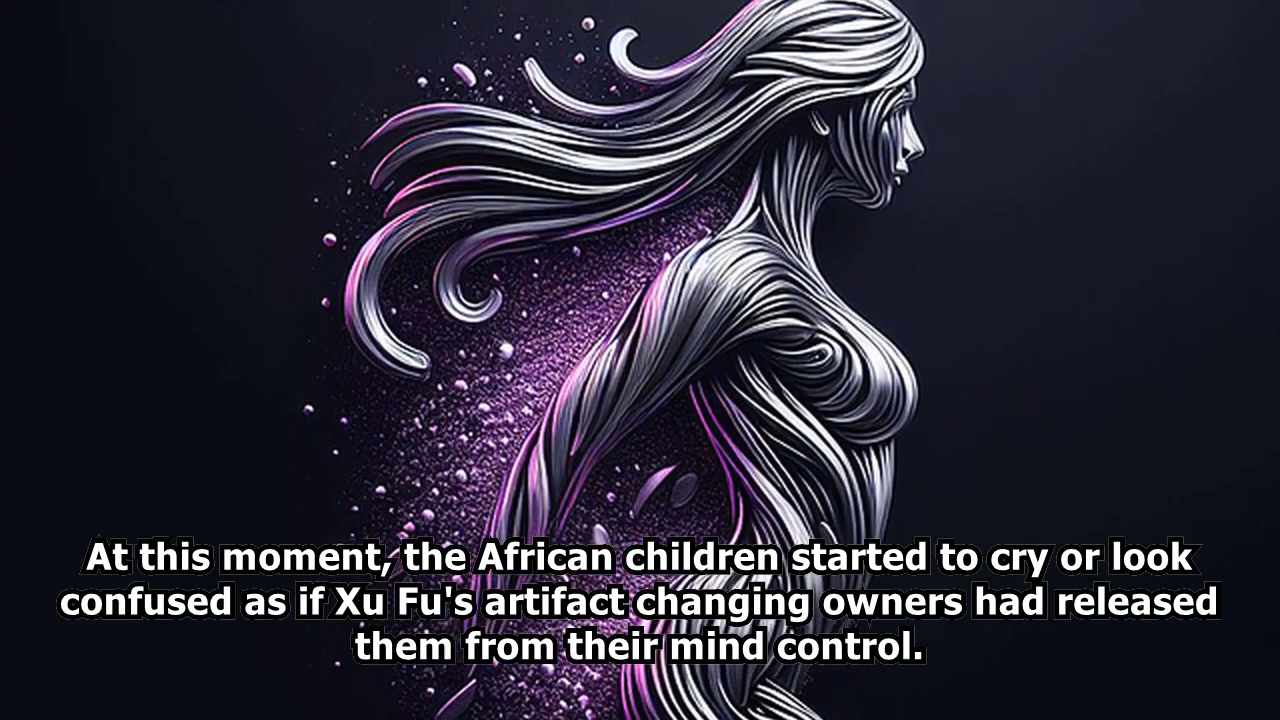 At this moment, the African children started to cry or look
confused as if Xu Fu's artifact changing owners had released
them from their mind control.